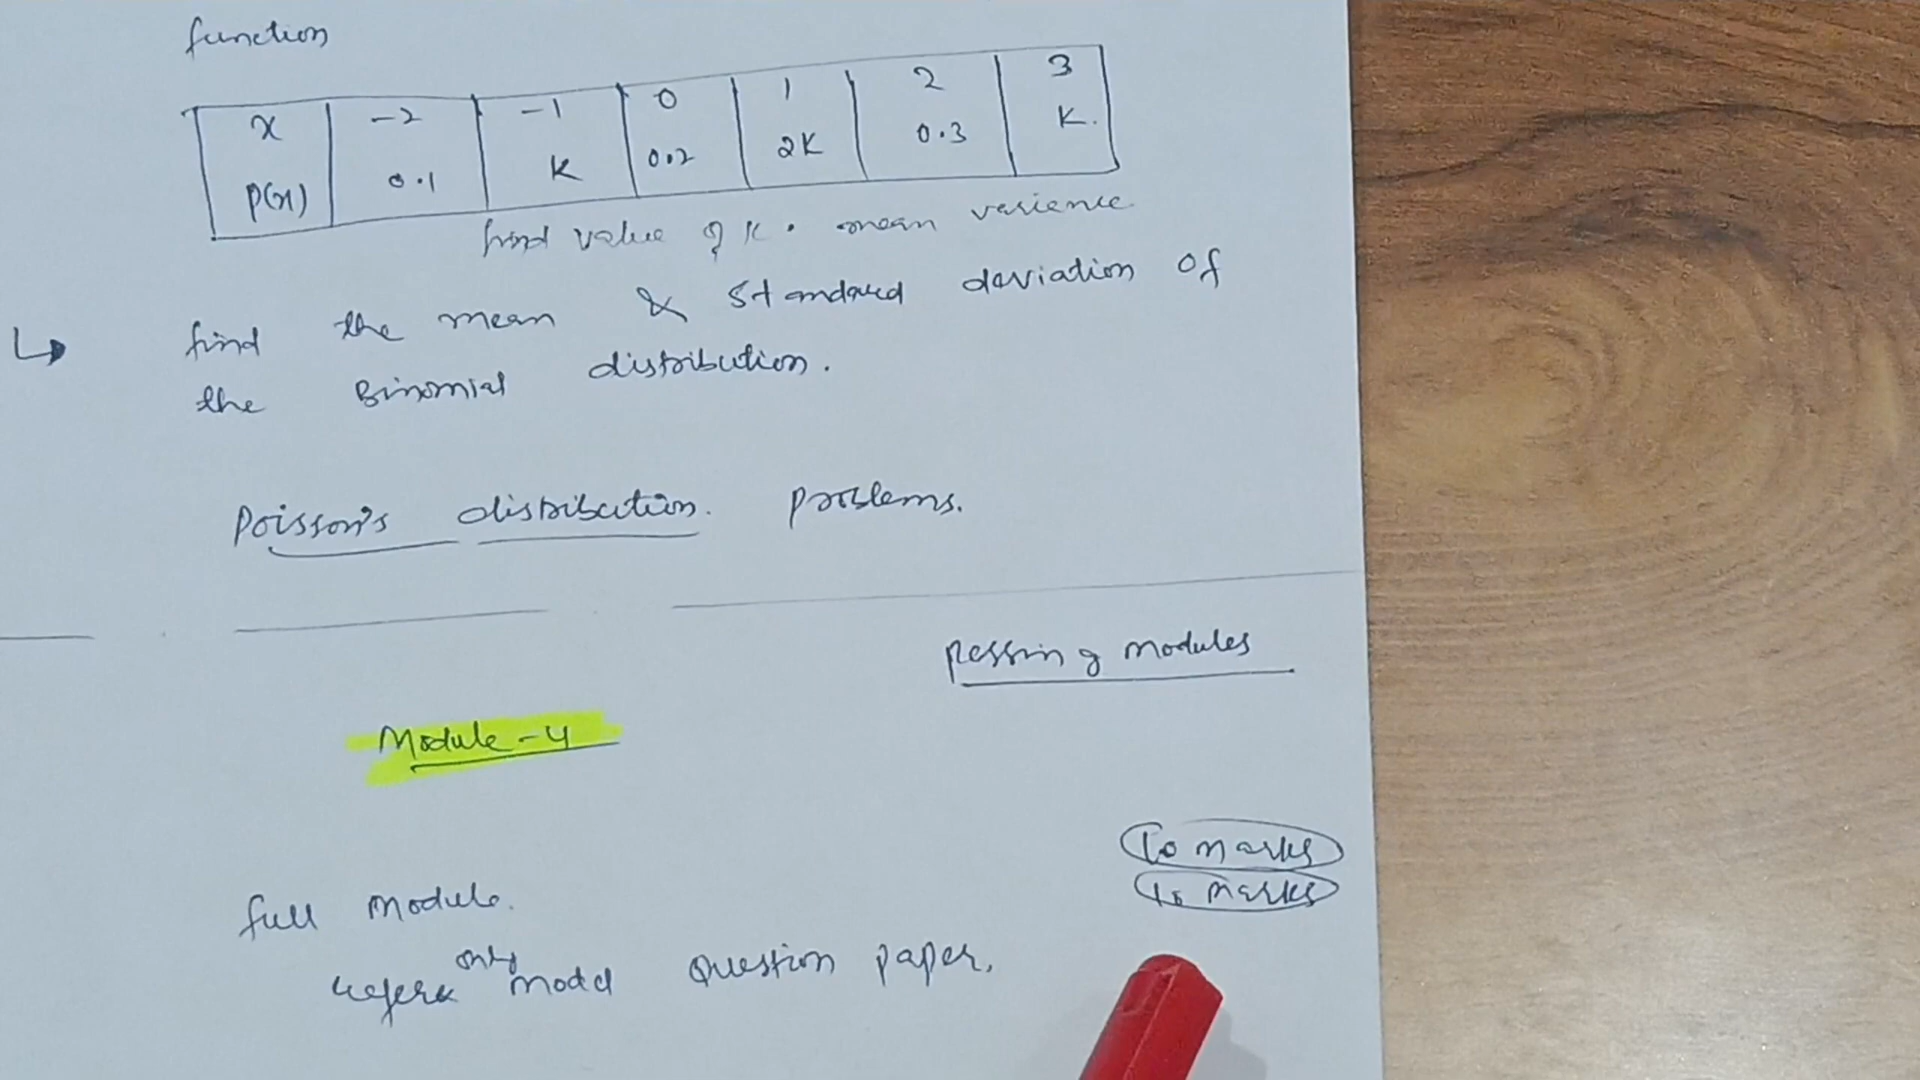 function
x -2 -1 0 1 2 3
p(x) 0.1 K 0.2 2K 0.3 K.
find value of K. mean varience.
↳ find the mean & standard deviation of
the Binomial distribution.
Poisson's distribution. problems.
passing modules
Module-4
10 marks
10 marks
full module.
only
refer model question paper.